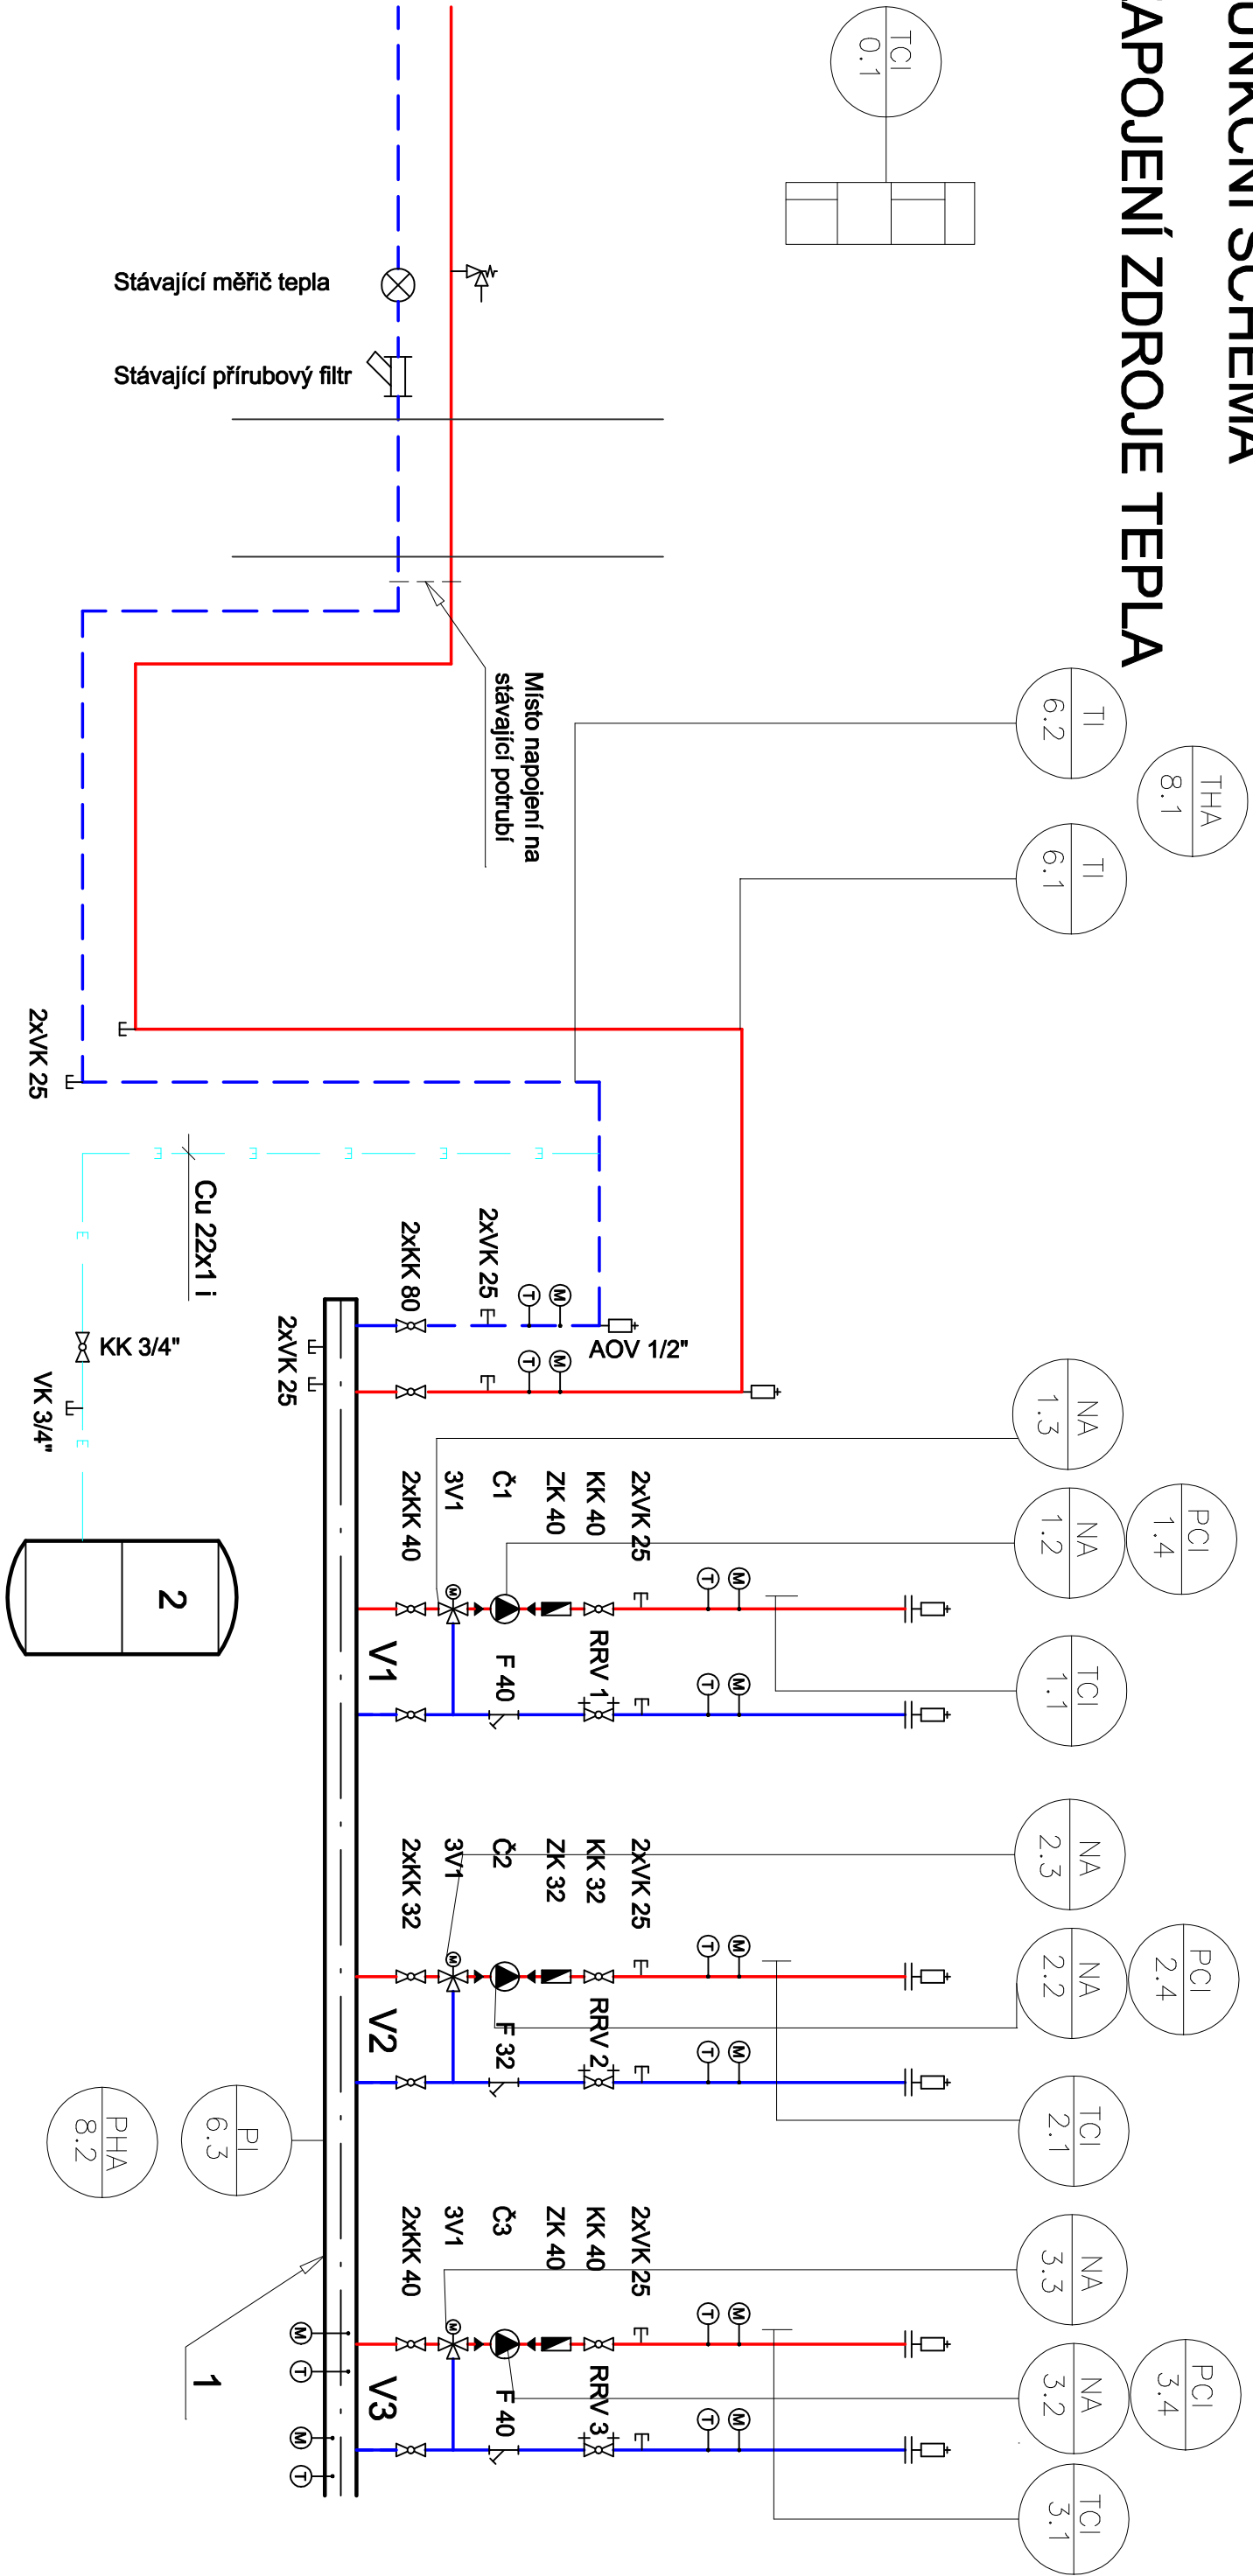 UNKČNÍ SCHÉMA
APOJENÍ ZDROJE TEPLA
TCI
0.1
Stávající měřič tepla
Stávající přírubový filtr
Místo napojení na
stávající potrubí
TI
6.2
THA
8.1
TI
6.1
2xVK 25
Cu 22x1 i
KK 3/4"
VK 3/4"
2
2xKK 80
2xVK 25
T
M
AOV 1/2"
T
M
2xVK 25
NA
1.3
NA
1.2
PCI
1.4
TCI
1.1
2xKK 40
3V1
Č1
ZK 40
KK 40
2xVK 25
M
T
M
V1
F 40
RRV 1
T
M
NA
2.3
NA
2.2
PCI
2.4
TCI
2.1
2xKK 32
3V1
Č2
ZK 32
KK 32
2xVK 25
M
T
M
V2
F 32
RRV 2
T
M
PI
6.3
PHA
8.2
NA
3.3
NA
3.2
PCI
3.4
TCI
3.1
2xKK 40
3V1
Č3
ZK 40
KK 40
2xVK 25
M
T
M
V3
F 40
RRV 3
T
M
1
M
T
M
T